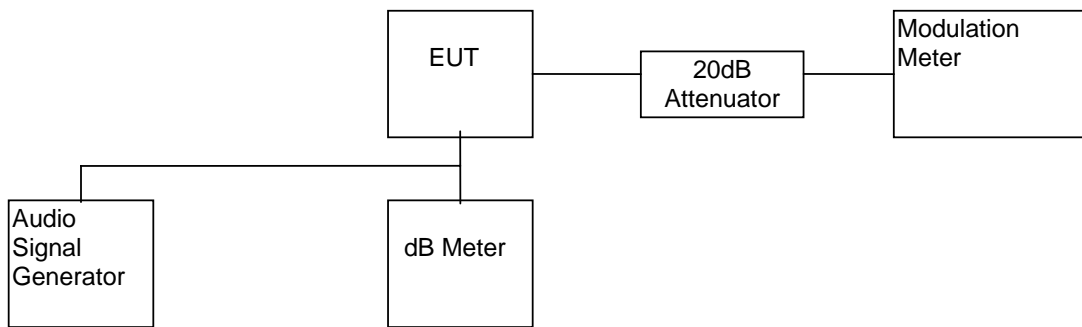 EUT
20dB
Attenuator
Modulation
Meter
Audio
Signal
Generator
dB Meter